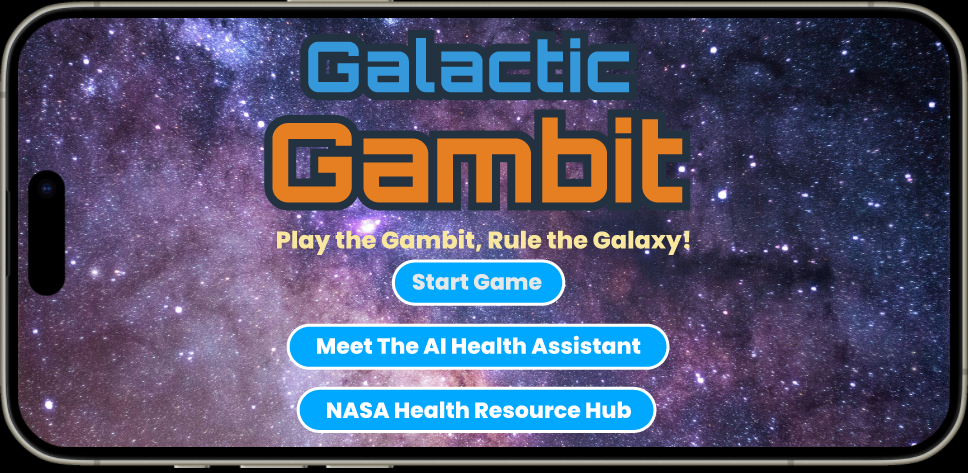 Galactic
Gambit
Play the Gambit, Rule the Galaxy!
Start Game
Meet The AI Health Assistant
NASA Health Resource Hub